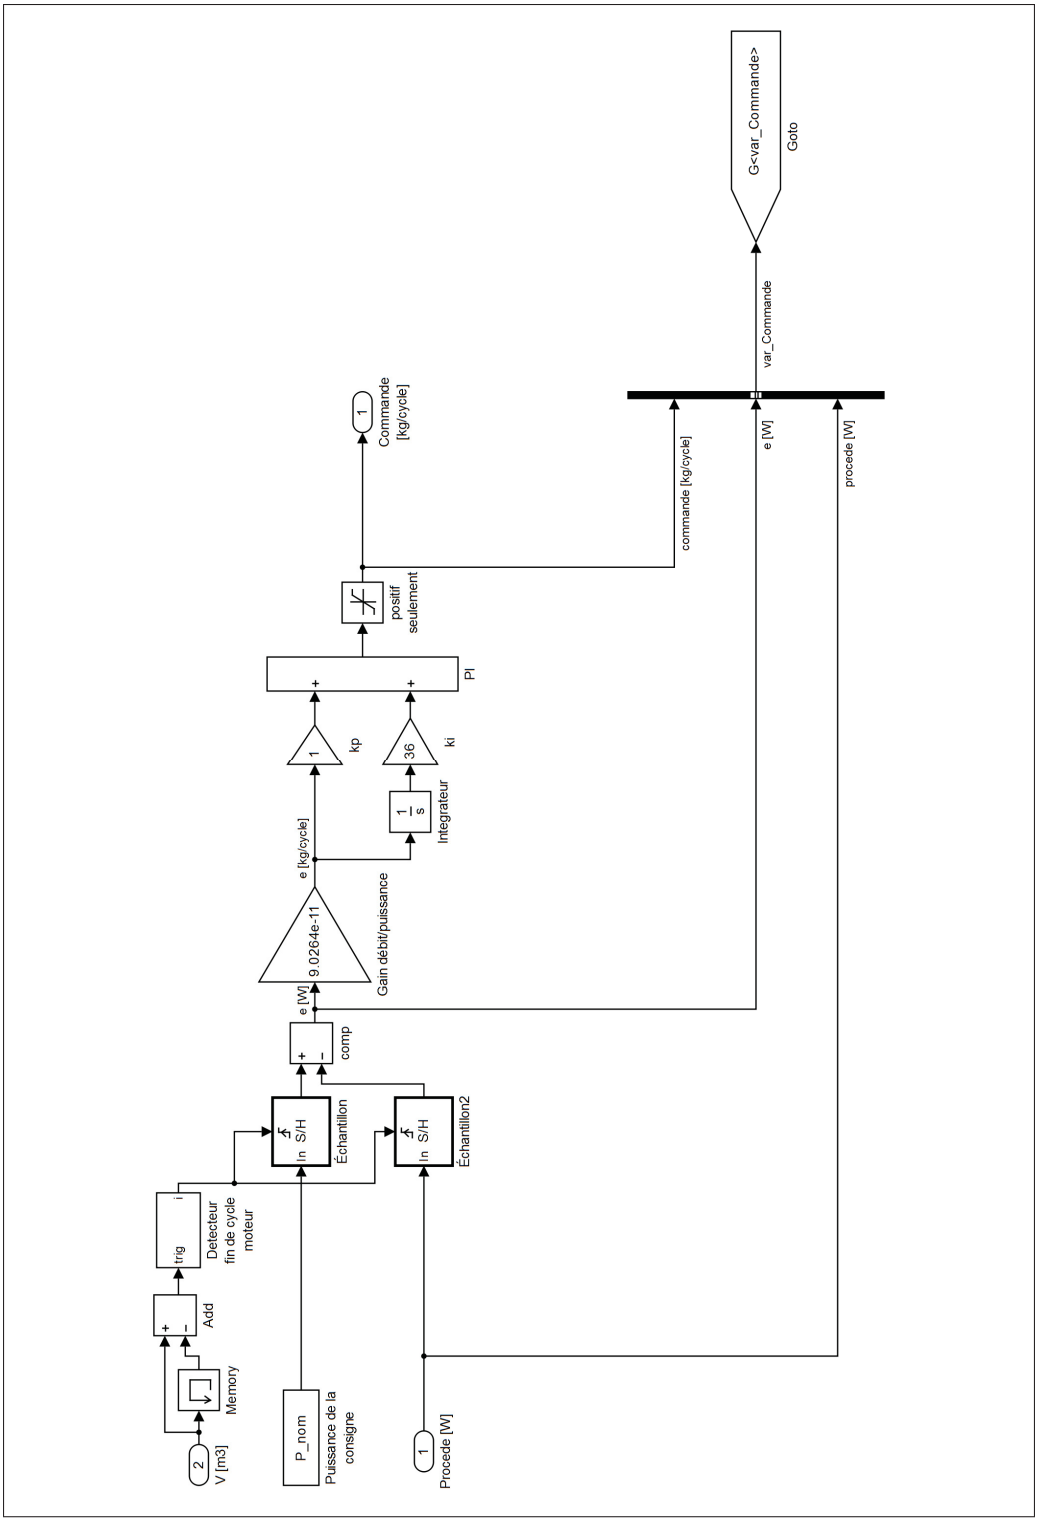 2
V [m3]
Memory
+
−
Add
trig
i
Detecteur
fin de cycle
moteur
P_nom
Puissance de la
consigne
In
S/H
Échantillon
1
Procede [W]
In
S/H
Échantillon2
+
−
comp
e [W]
9.0264e-11
Gain débit/puissance
e [kg/cycle]
1
s
Integrateur
1
kp
36
ki
+
+
PI
positif
seulement
1
Commande
[kg/cycle]
commande [kg/cycle]
e [W]
procede [W]
var_Commande
G<var_Commande>
Goto